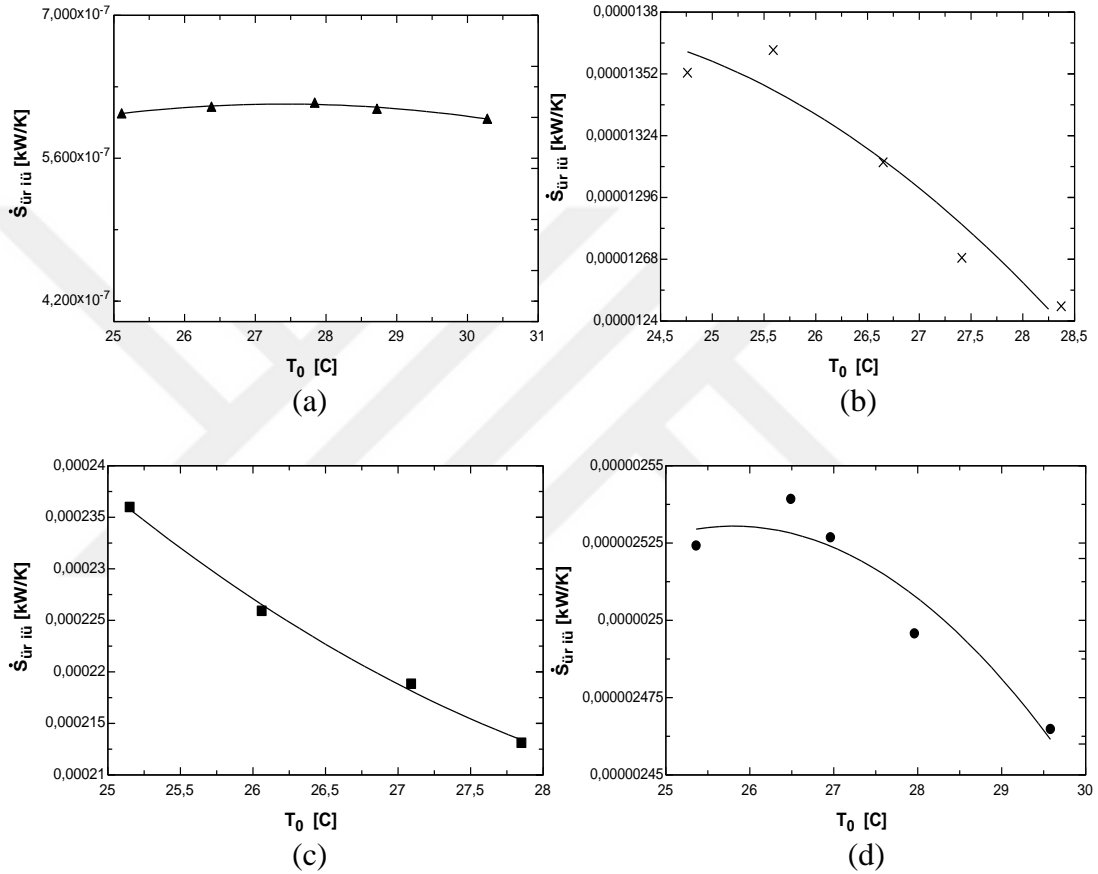 7,000x10-7
5,600x10-7
4,200x10-7
Ṡür iü [kW/K]
25 26 27 28 29 30 31
T0 [C]
(a)
0,0000138
0,00001352
0,00001324
0,00001296
0,00001268
0,0000124
Ṡür iü [kW/K]
24,5 25 25,5 26 26,5 27 27,5 28 28,5
T0 [C]
(b)
0,00024
0,000235
0,00023
0,000225
0,00022
0,000215
0,00021
Ṡür iü [kW/K]
25 25,5 26 26,5 27 27,5 28
T0 [C]
(c)
0,00000255
0,000002525
0,0000025
0,000002475
0,00000245
Ṡür iü [kW/K]
25 26 27 28 29 30
T0 [C]
(d)